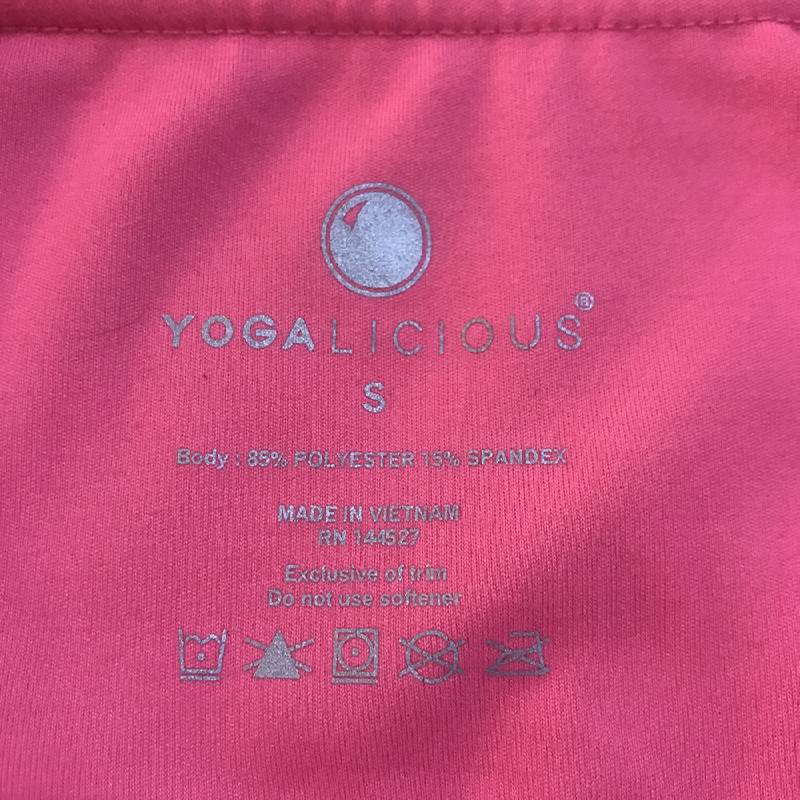 YOGALICIOUS®
S
Body : 85% POLYESTER 15% SPANDEX
MADE IN VIETNAM
RN 144527
Exclusive of trim
Do not use softener